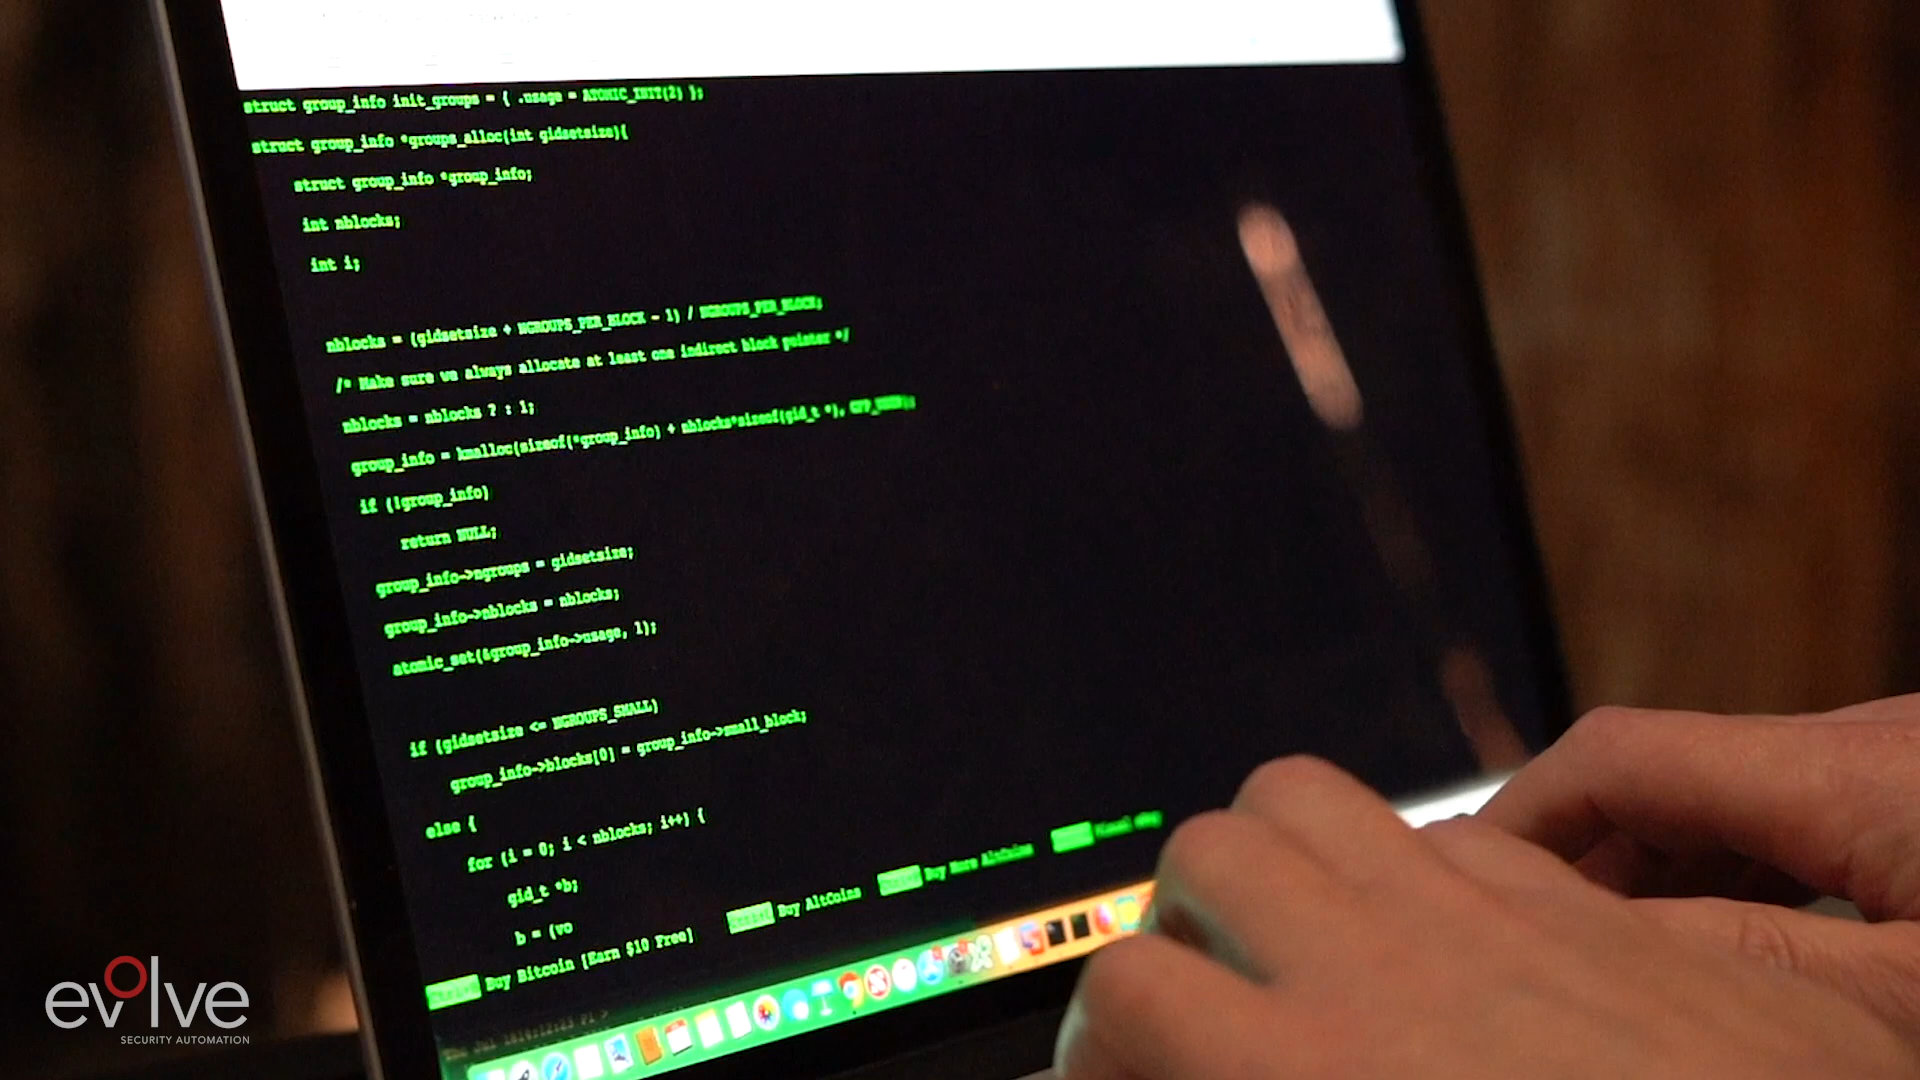 struct group_info init_groups = { .usage = ATOMIC_INIT(2) };
struct group_info *groups_alloc(int gidsetsize){
struct group_info *group_info;
int nblocks;
int i;
nblocks = (gidsetsize + NGROUPS_PER_BLOCK - 1) / NGROUPS_PER_BLOCK;
/* Make sure we always allocate at least one indirect block pointer */
nblocks = nblocks ? : 1;
group_info = kmalloc(sizeof(*group_info) + nblocks*sizeof(gid_t *), GFP_USER);
if (!group_info)
return NULL;
group_info->ngroups = gidsetsize;
group_info->nblocks = nblocks;
atomic_set(&group_info->usage, 1);
if (gidsetsize <= NGROUPS_SMALL)
group_info->blocks[0] = group_info->small_block;
else {
for (i = 0; i < nblocks; i++) {
gid_t *b;
b = (vo
Buy Bitcoin [Earn $10 Free] Buy AltCoins Buy More AltCoins
evolve
SECURITY AUTOMATION